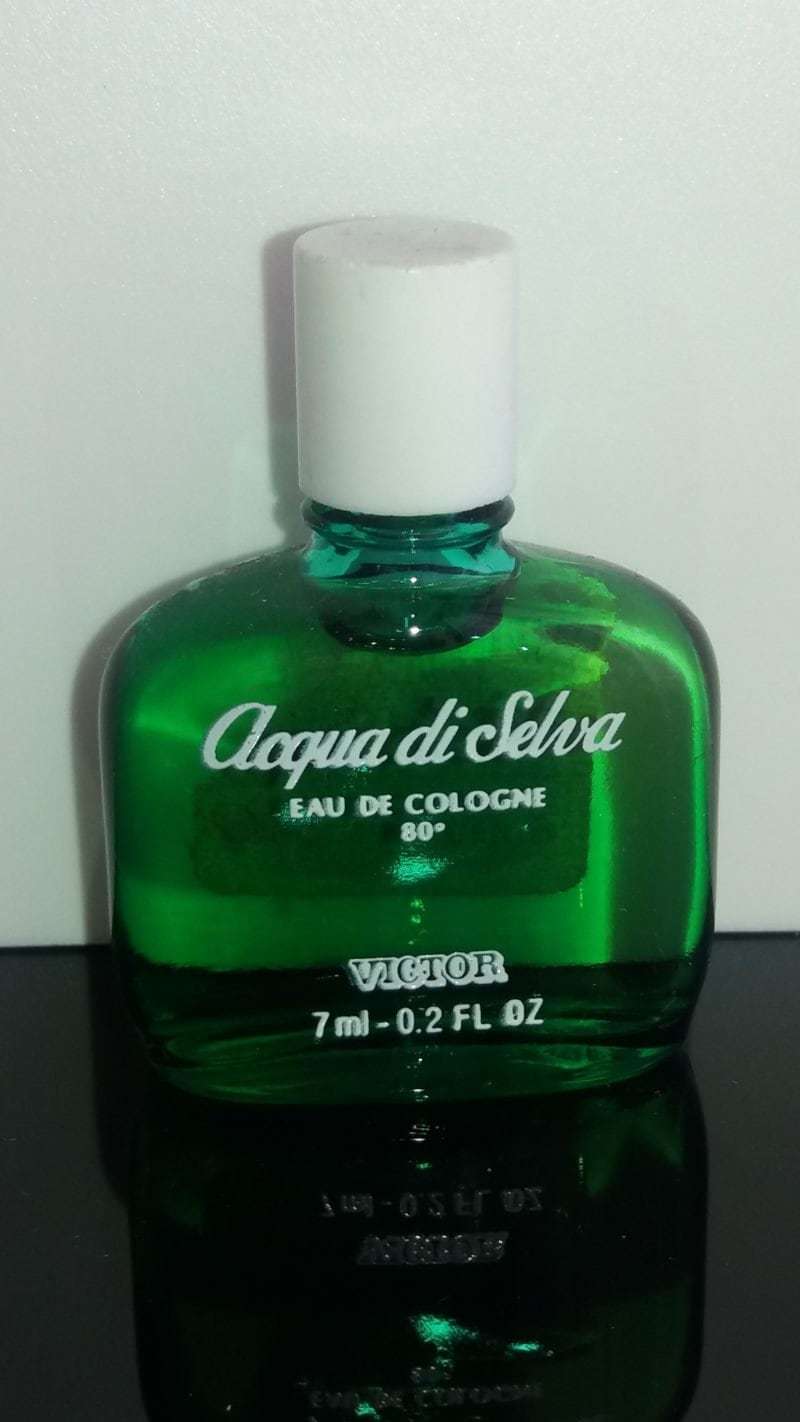 Acqua di Selva
EAU DE COLOGNE
80°
VICTOR
7 ml - 0.2 FL OZ